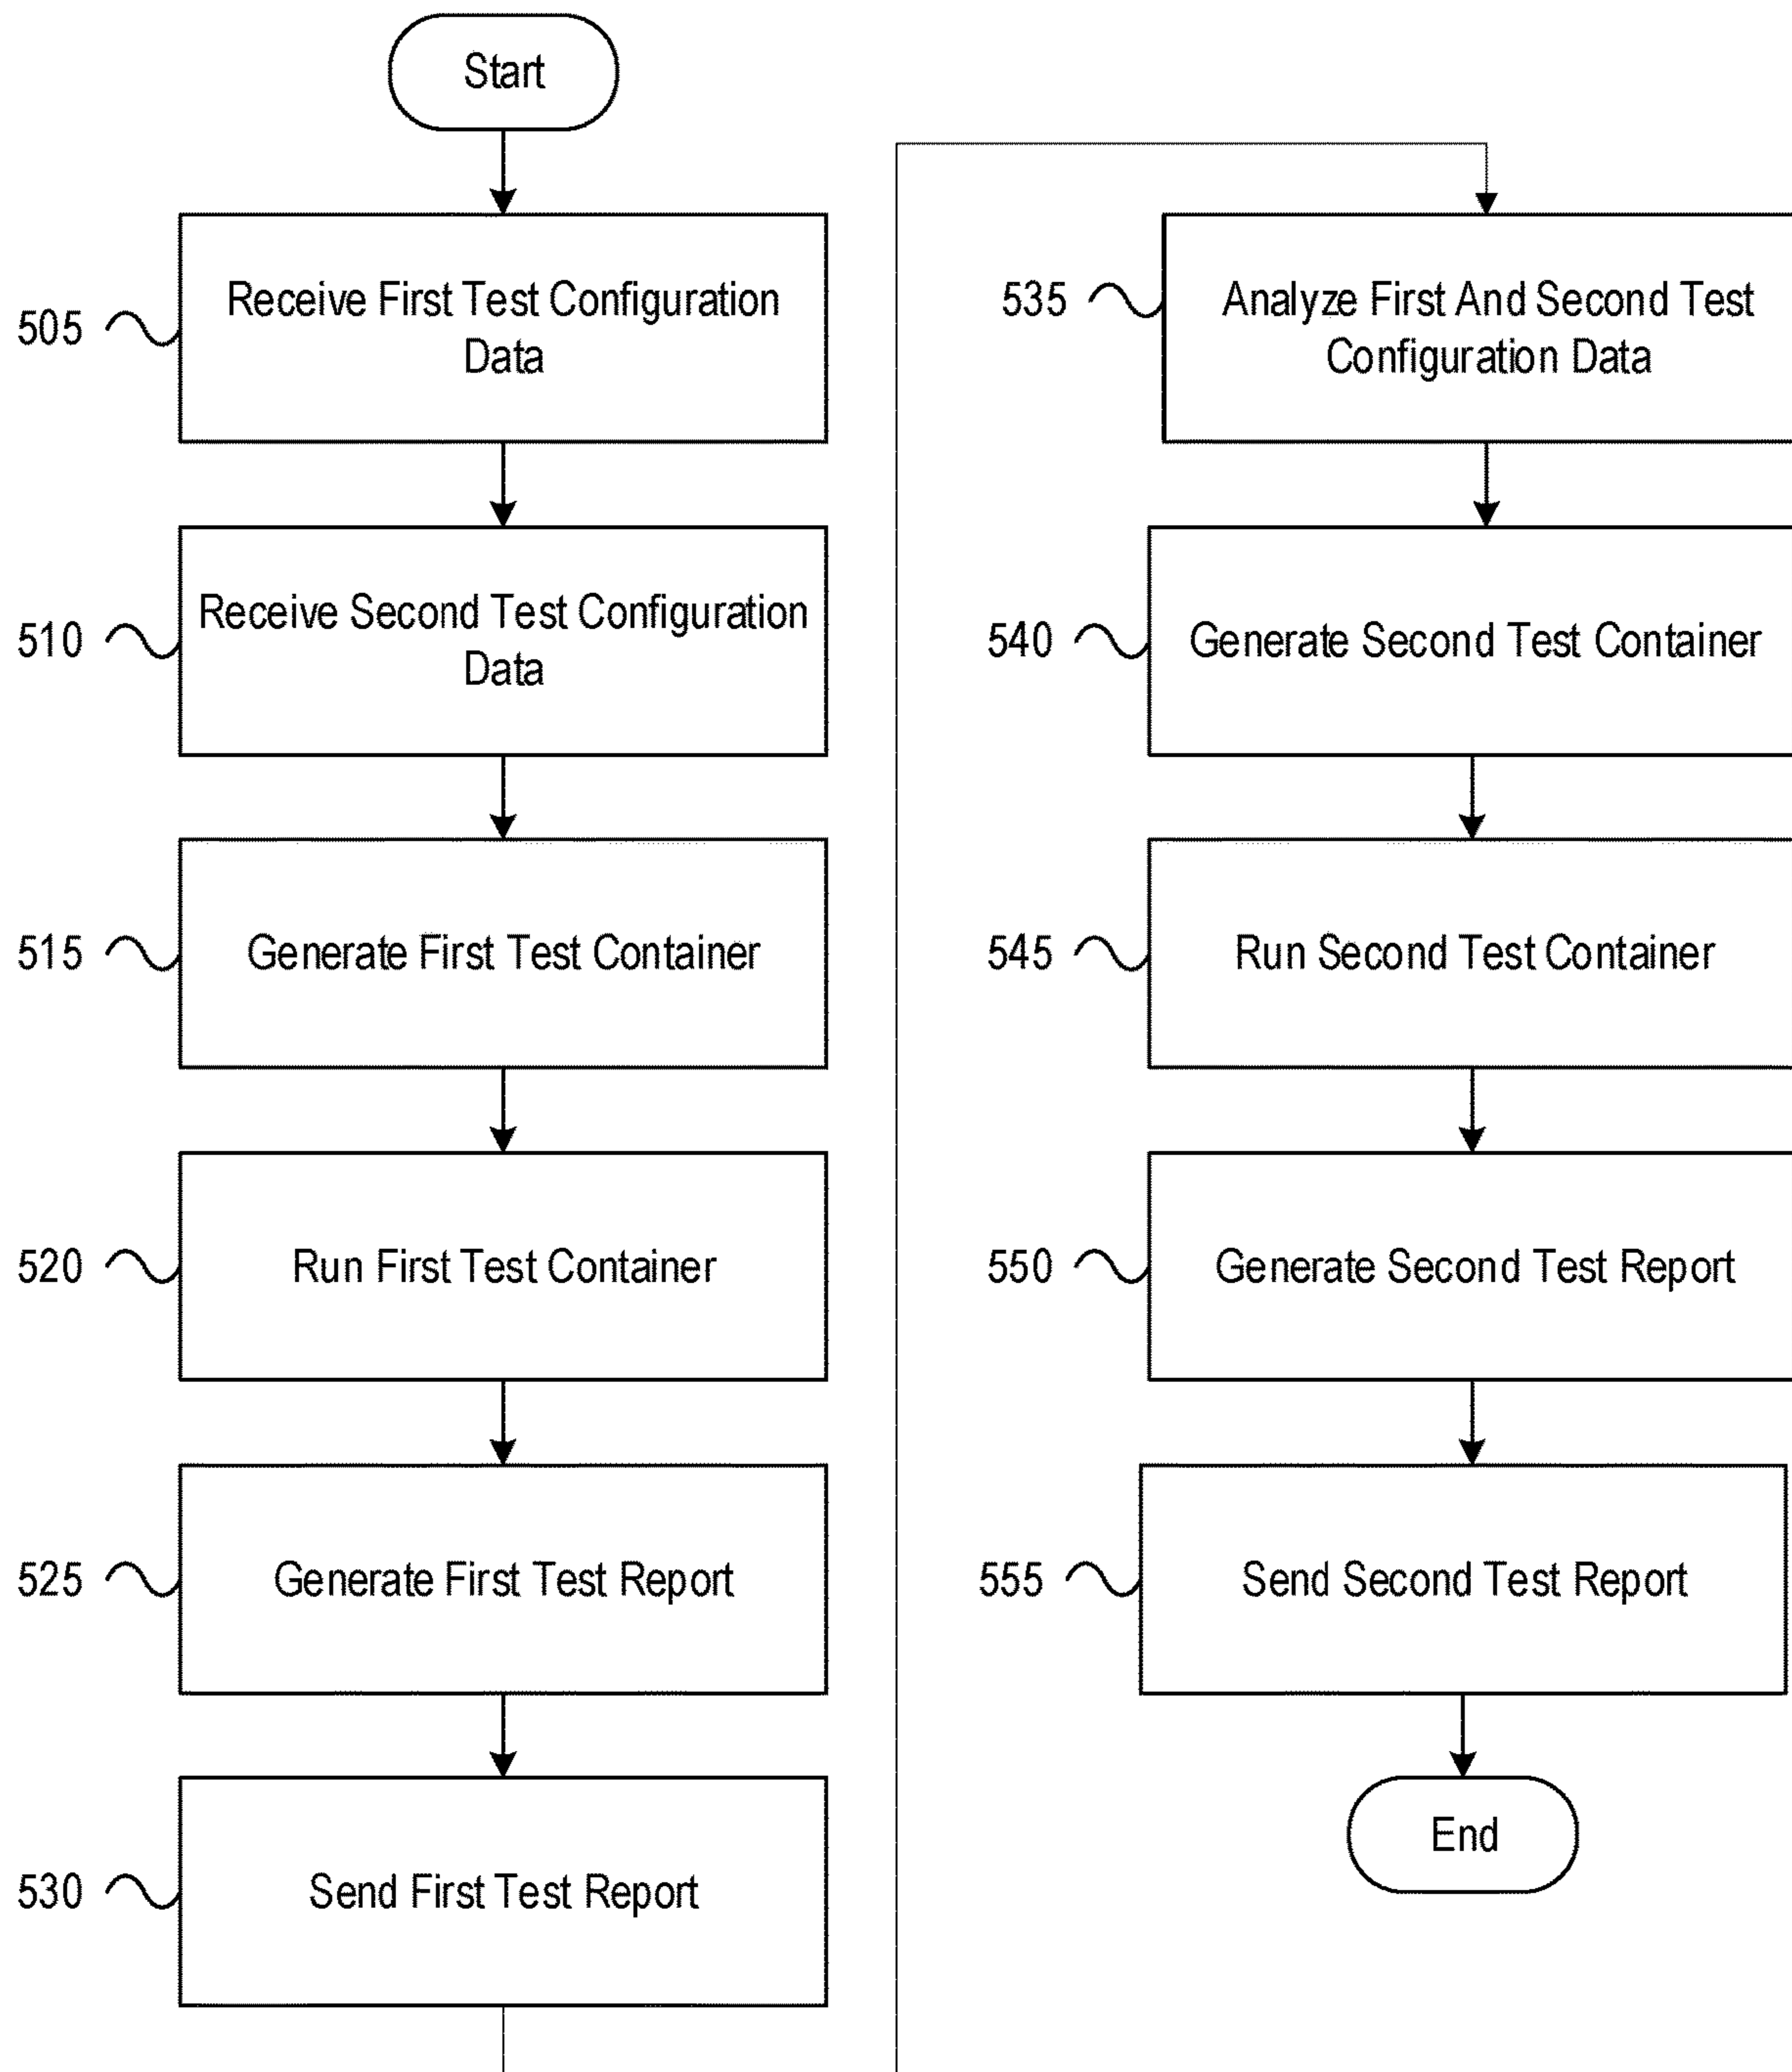 Start
505
Receive First Test Configuration
Data
510
Receive Second Test Configuration
Data
515
Generate First Test Container
520
Run First Test Container
525
Generate First Test Report
530
Send First Test Report
535
Analyze First And Second Test
Configuration Data
540
Generate Second Test Container
545
Run Second Test Container
550
Generate Second Test Report
555
Send Second Test Report
End